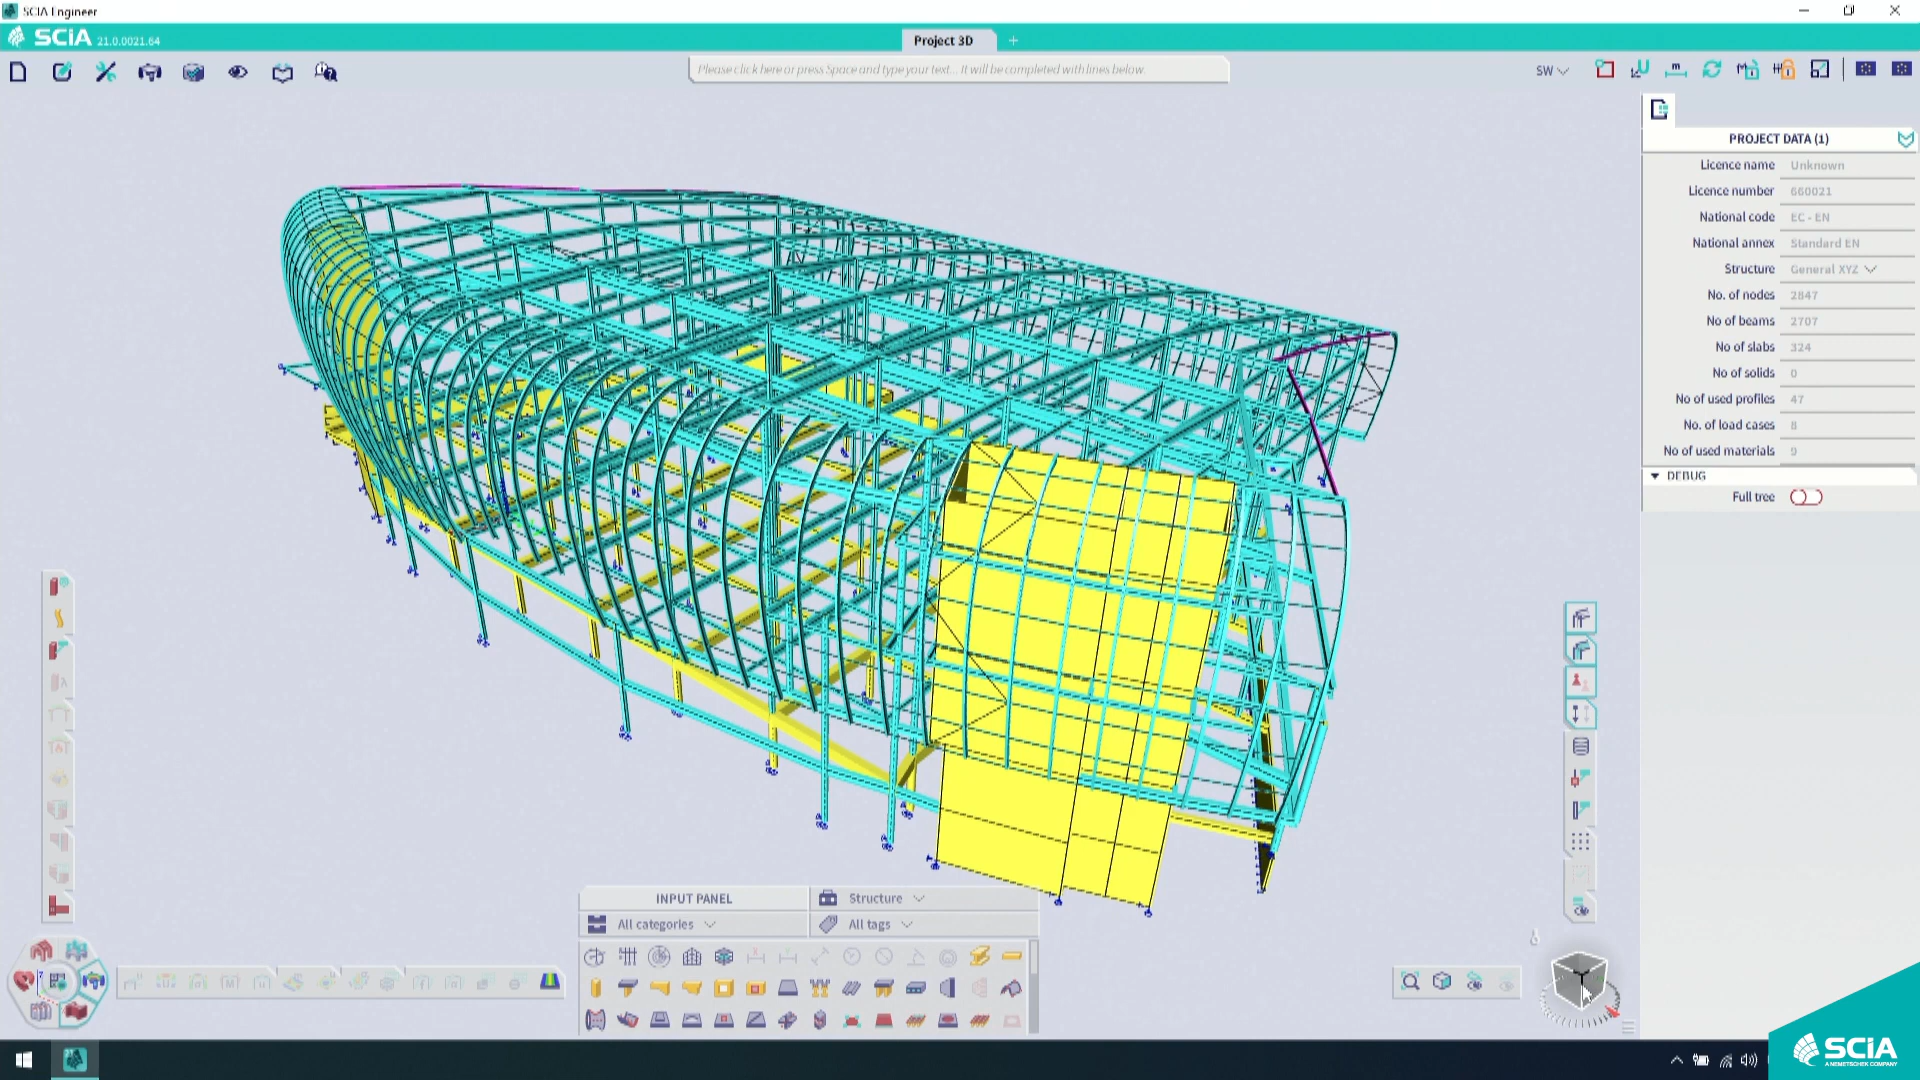 SCIA Engineer
SCIA 21.0.0021.64
Project 3D
Please click here or press Space and type your text... It will be completed with lines below.
SW
PROJECT DATA (1)
Licence name Unknown
Licence number 660021
National code EC - EN
National annex Standard EN
Structure General XYZ
No. of nodes 2847
No of beams 2707
No of slabs 324
No of solids 0
No of used profiles 47
No. of load cases 8
No of used materials 9
DEBUG
Full tree
INPUT PANEL
Structure
All categories
All tags
SCIA
A NEMETSCHEK COMPANY